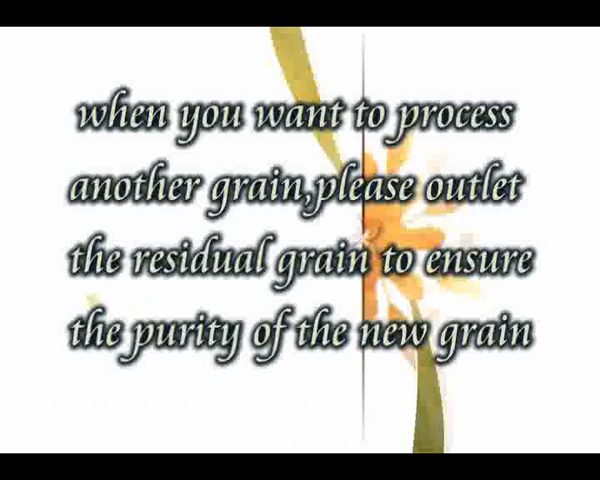 when you want to process
another grain,please outlet
the residual grain to ensure
the purity of the new grain